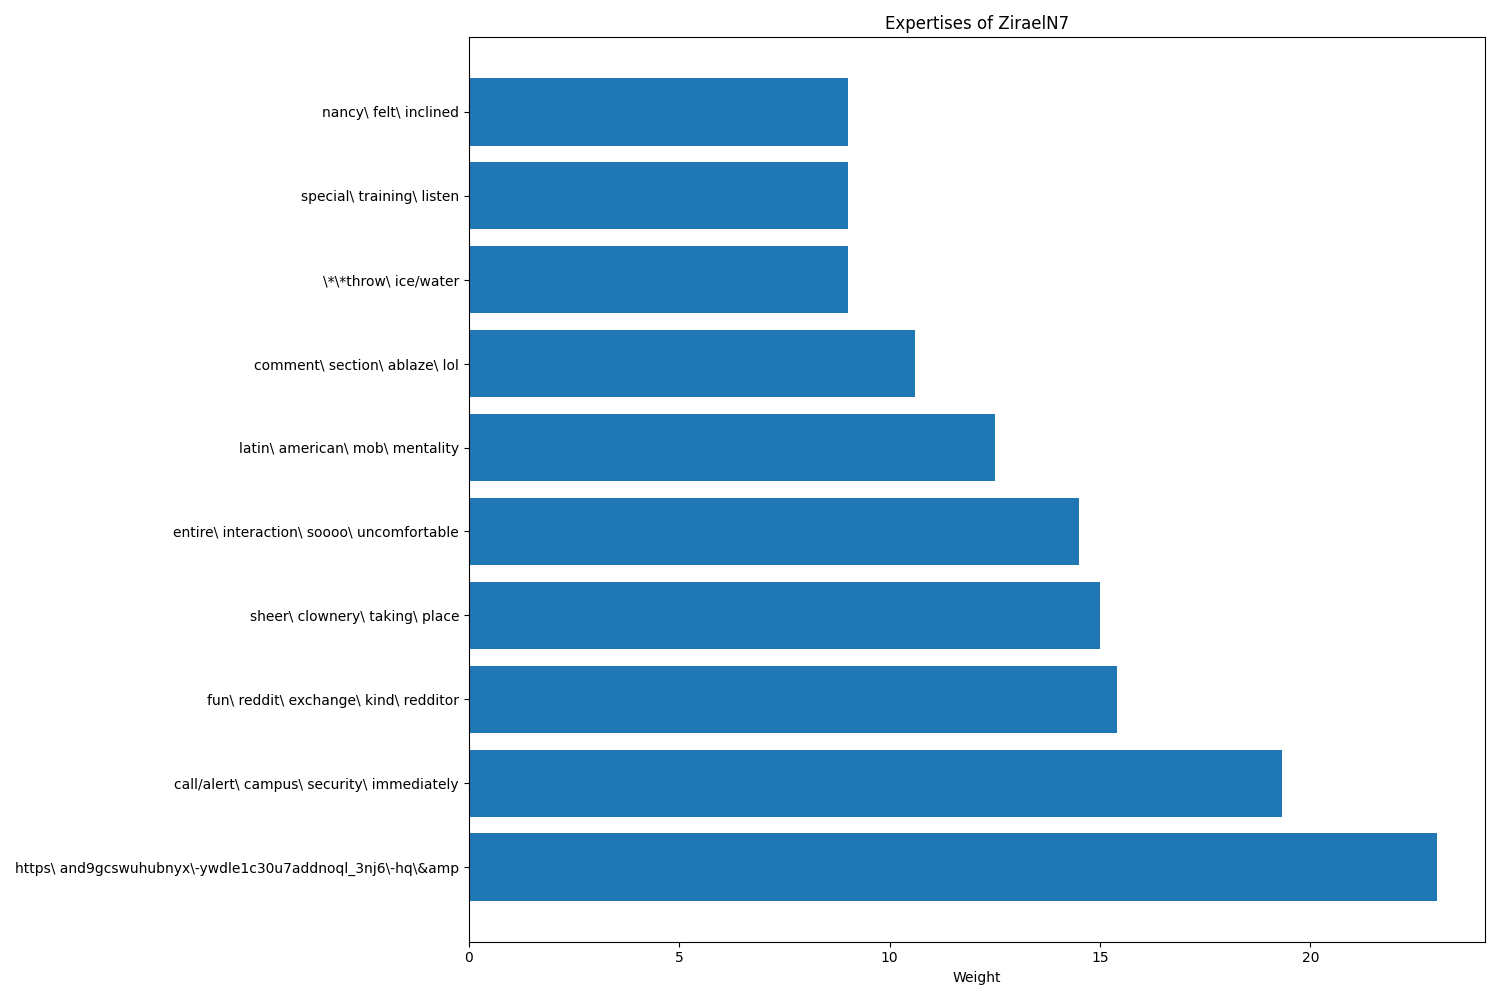 Expertises of ZiraelN7
nancy\ felt\ inclined
special\ training\ listen
\*\*throw\ ice/water
comment\ section\ ablaze\ lol
latin\ american\ mob\ mentality
entire\ interaction\ soooo\ uncomfortable
sheer\ clownery\ taking\ place
fun\ reddit\ exchange\ kind\ redditor
call/alert\ campus\ security\ immediately
https\ and9gcswuhubnyx\-ywdle1c30u7addnoql_3nj6\-hq\&amp
0 5 10 15 20
Weight